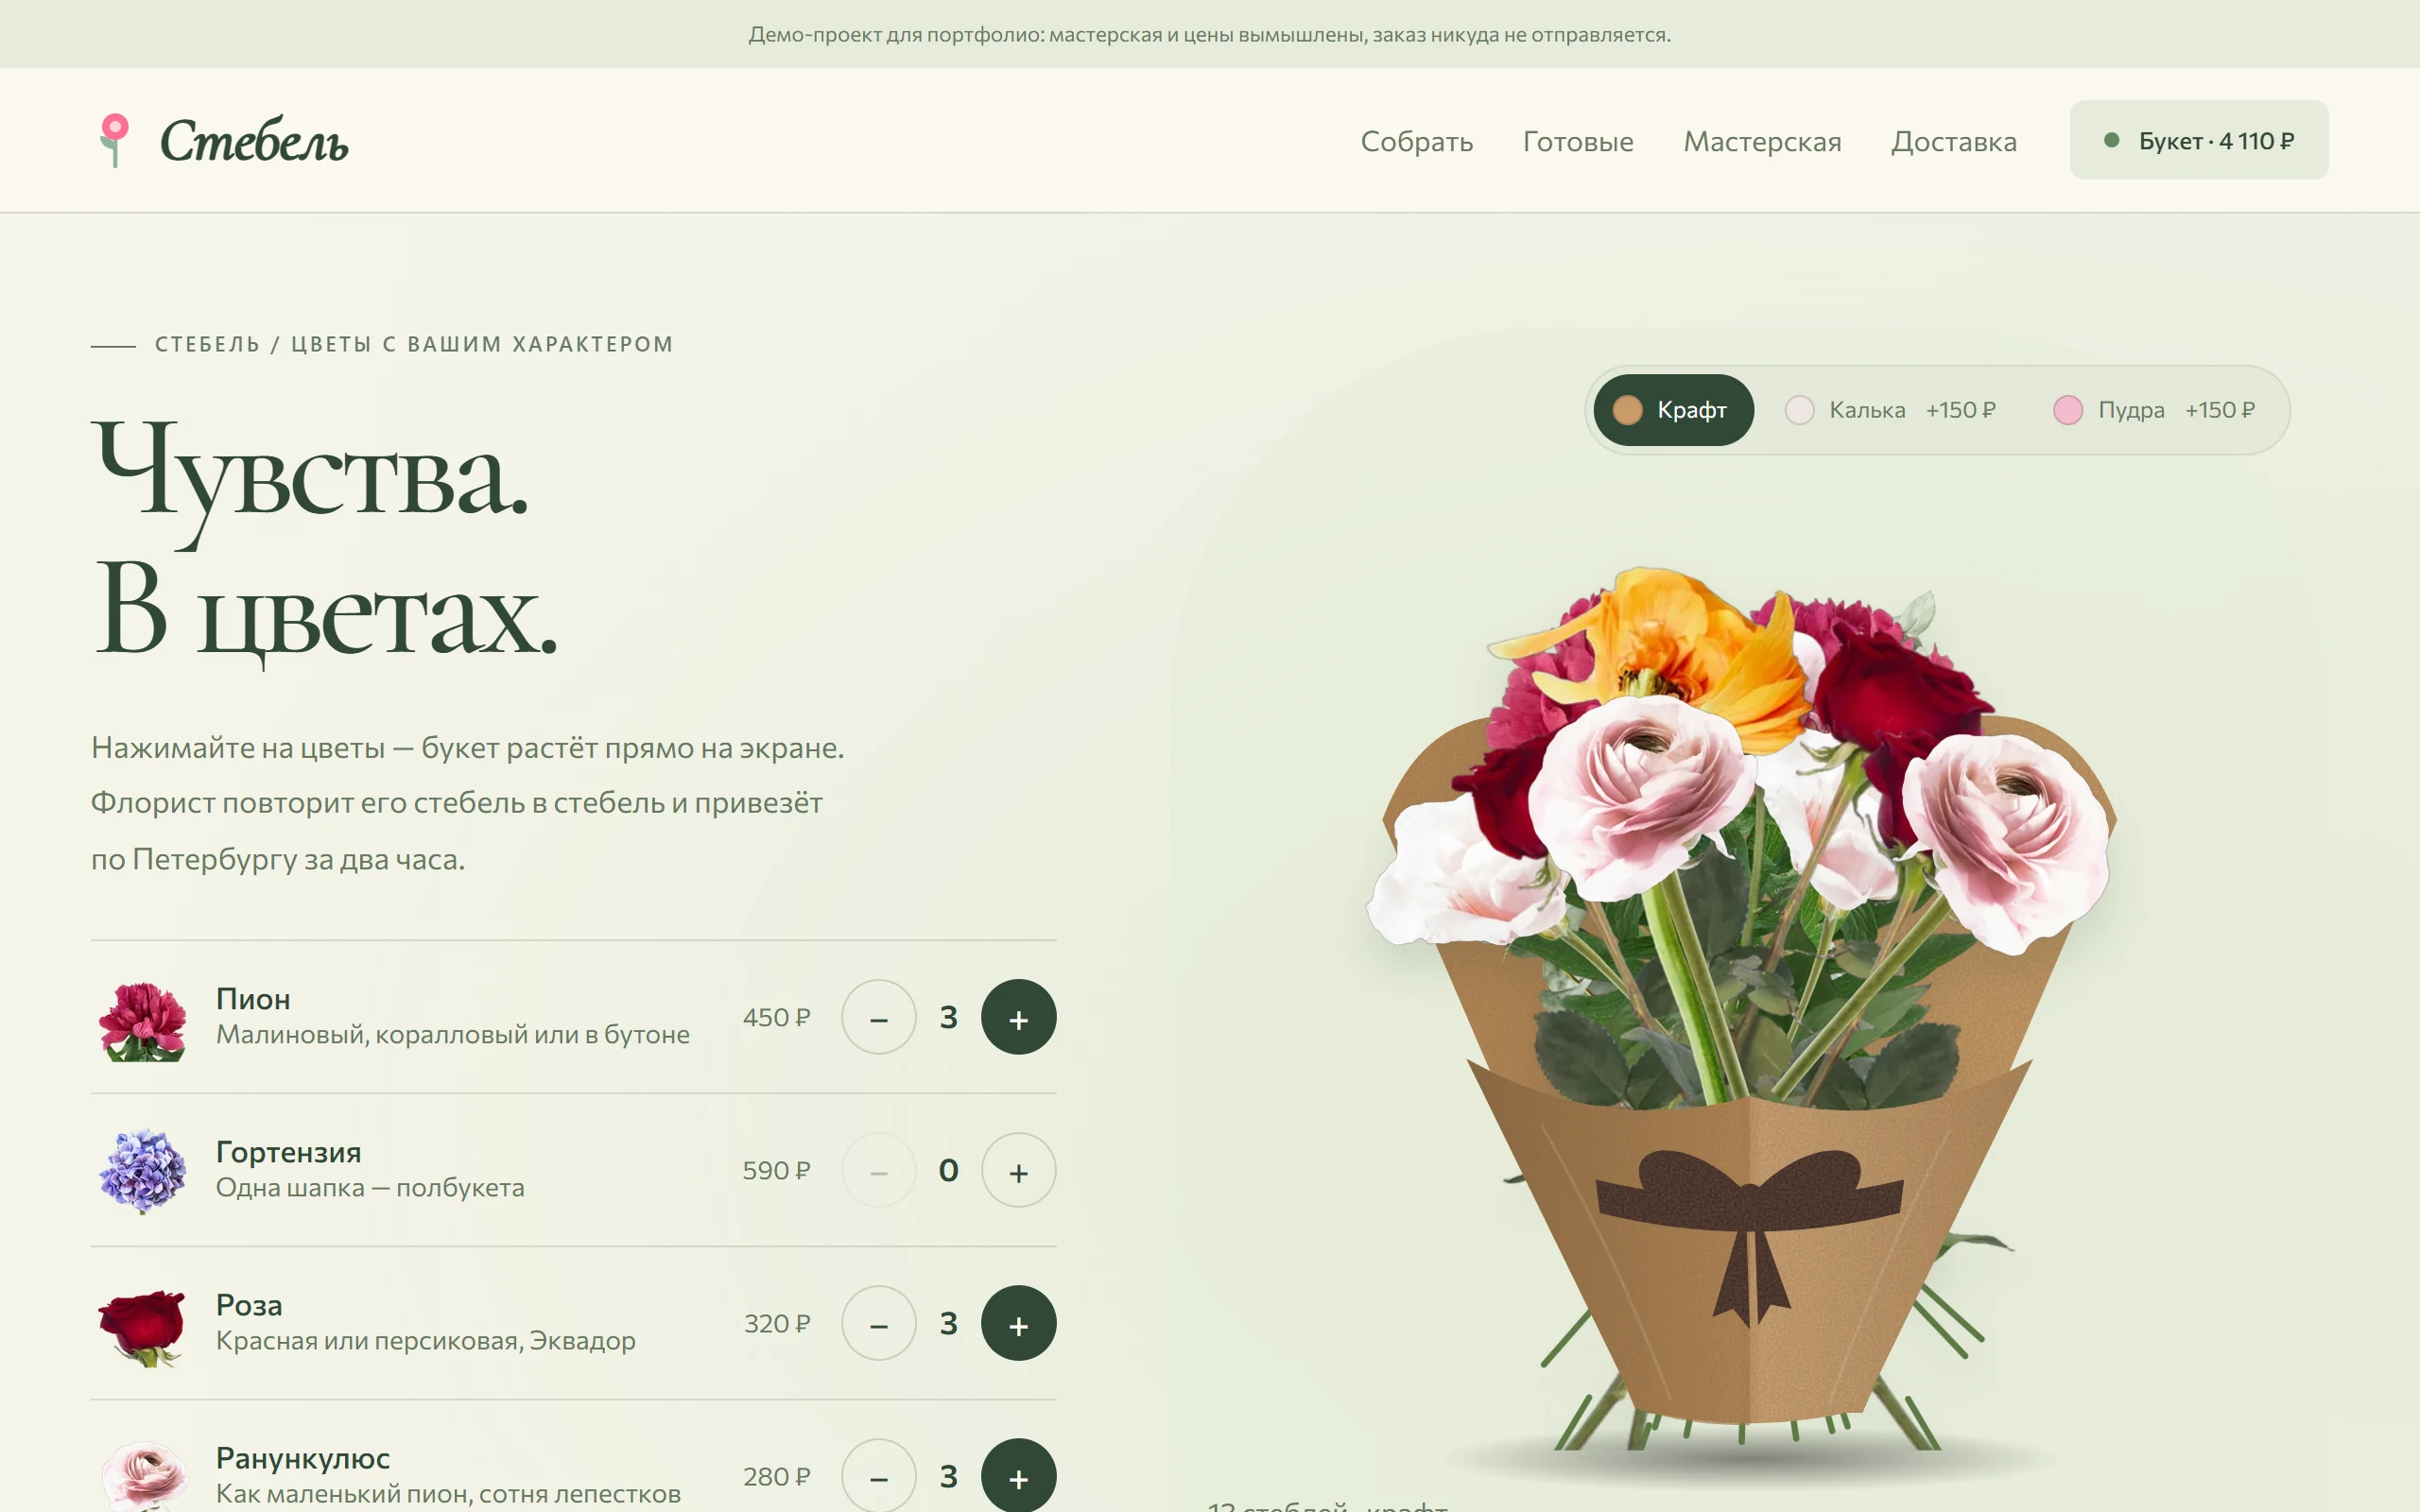 Демо-проект для портфолио: мастерская и цены вымышлены, заказ никуда не отправляется.
Стебель
Собрать
Готовые
Мастерская
Доставка
Букет · 4 110 ₽
СТЕБЕЛЬ / ЦВЕТЫ С ВАШИМ ХАРАКТЕРОМ
Чувства.
В цветах.
Нажимайте на цветы — букет растёт прямо на экране.
Флорист повторит его стебель в стебель и привезёт
по Петербургу за два часа.
Крафт
Калька +150 ₽
Пудра +150 ₽
Пион
Малиновый, коралловый или в бутоне
450 ₽ − 3 +
Гортензия
Одна шапка — полбукета
590 ₽ − 0 +
Роза
Красная или персиковая, Эквадор
320 ₽ − 3 +
Ранункулюс
Как маленький пион, сотня лепестков
280 ₽ − 3 +